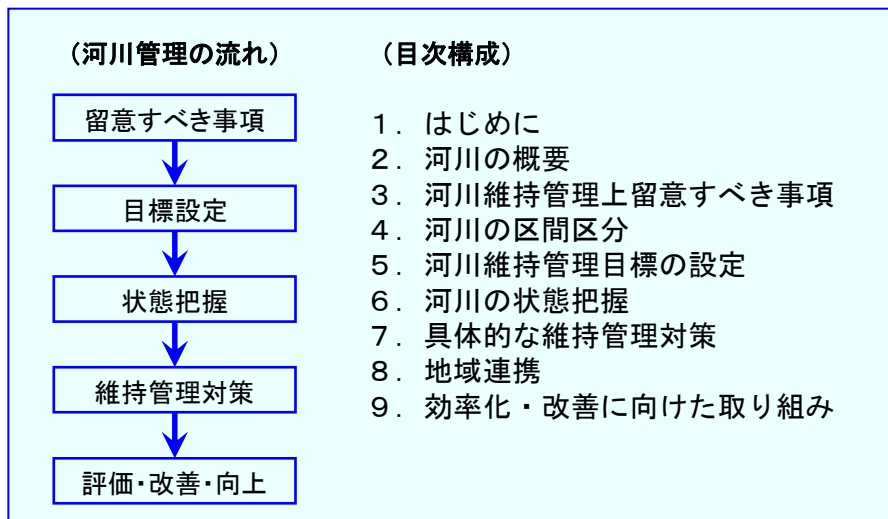 （河川管理の流れ）
留意すべき事項
目標設定
状態把握
維持管理対策
評価・改善・向上
（目次構成）
１．はじめに
２．河川の概要
３．河川維持管理上留意すべき事項
４．河川の区間区分
５．河川維持管理目標の設定
６．河川の状態把握
７．具体的な維持管理対策
８．地域連携
９．効率化・改善に向けた取り組み